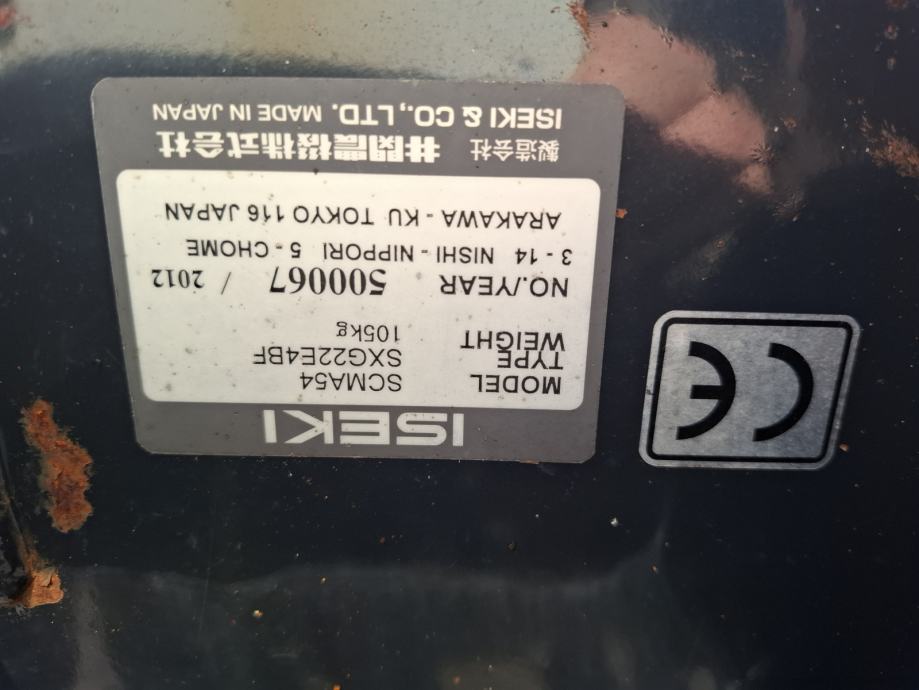 ISEKI
MODEL SCMA54
TYPE SXG22E4BF
WEIGHT 105kg
NO./YEAR 500067 / 2012
3 - 14 NISHI - NIPPORI 5 - CHOME
ARAKAWA - KU TOKYO 116 JAPAN
製造会社 井関農機株式会社
ISEKI & CO., LTD. MADE IN JAPAN
CE